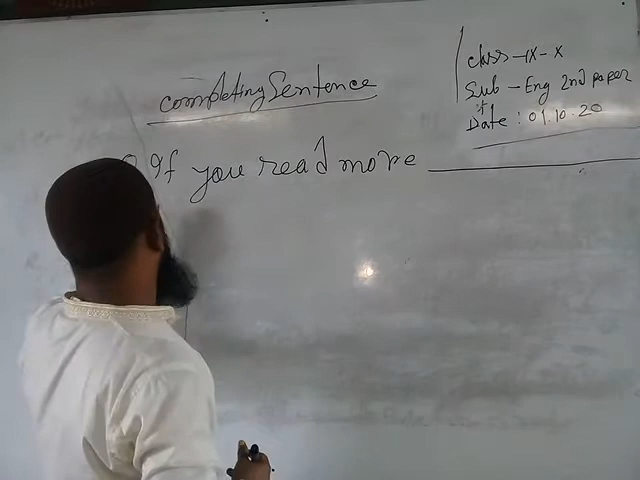 Completing Sentence
Class - IX - X
Sub - Eng 2nd paper
Date : 01.10.20
If you read more